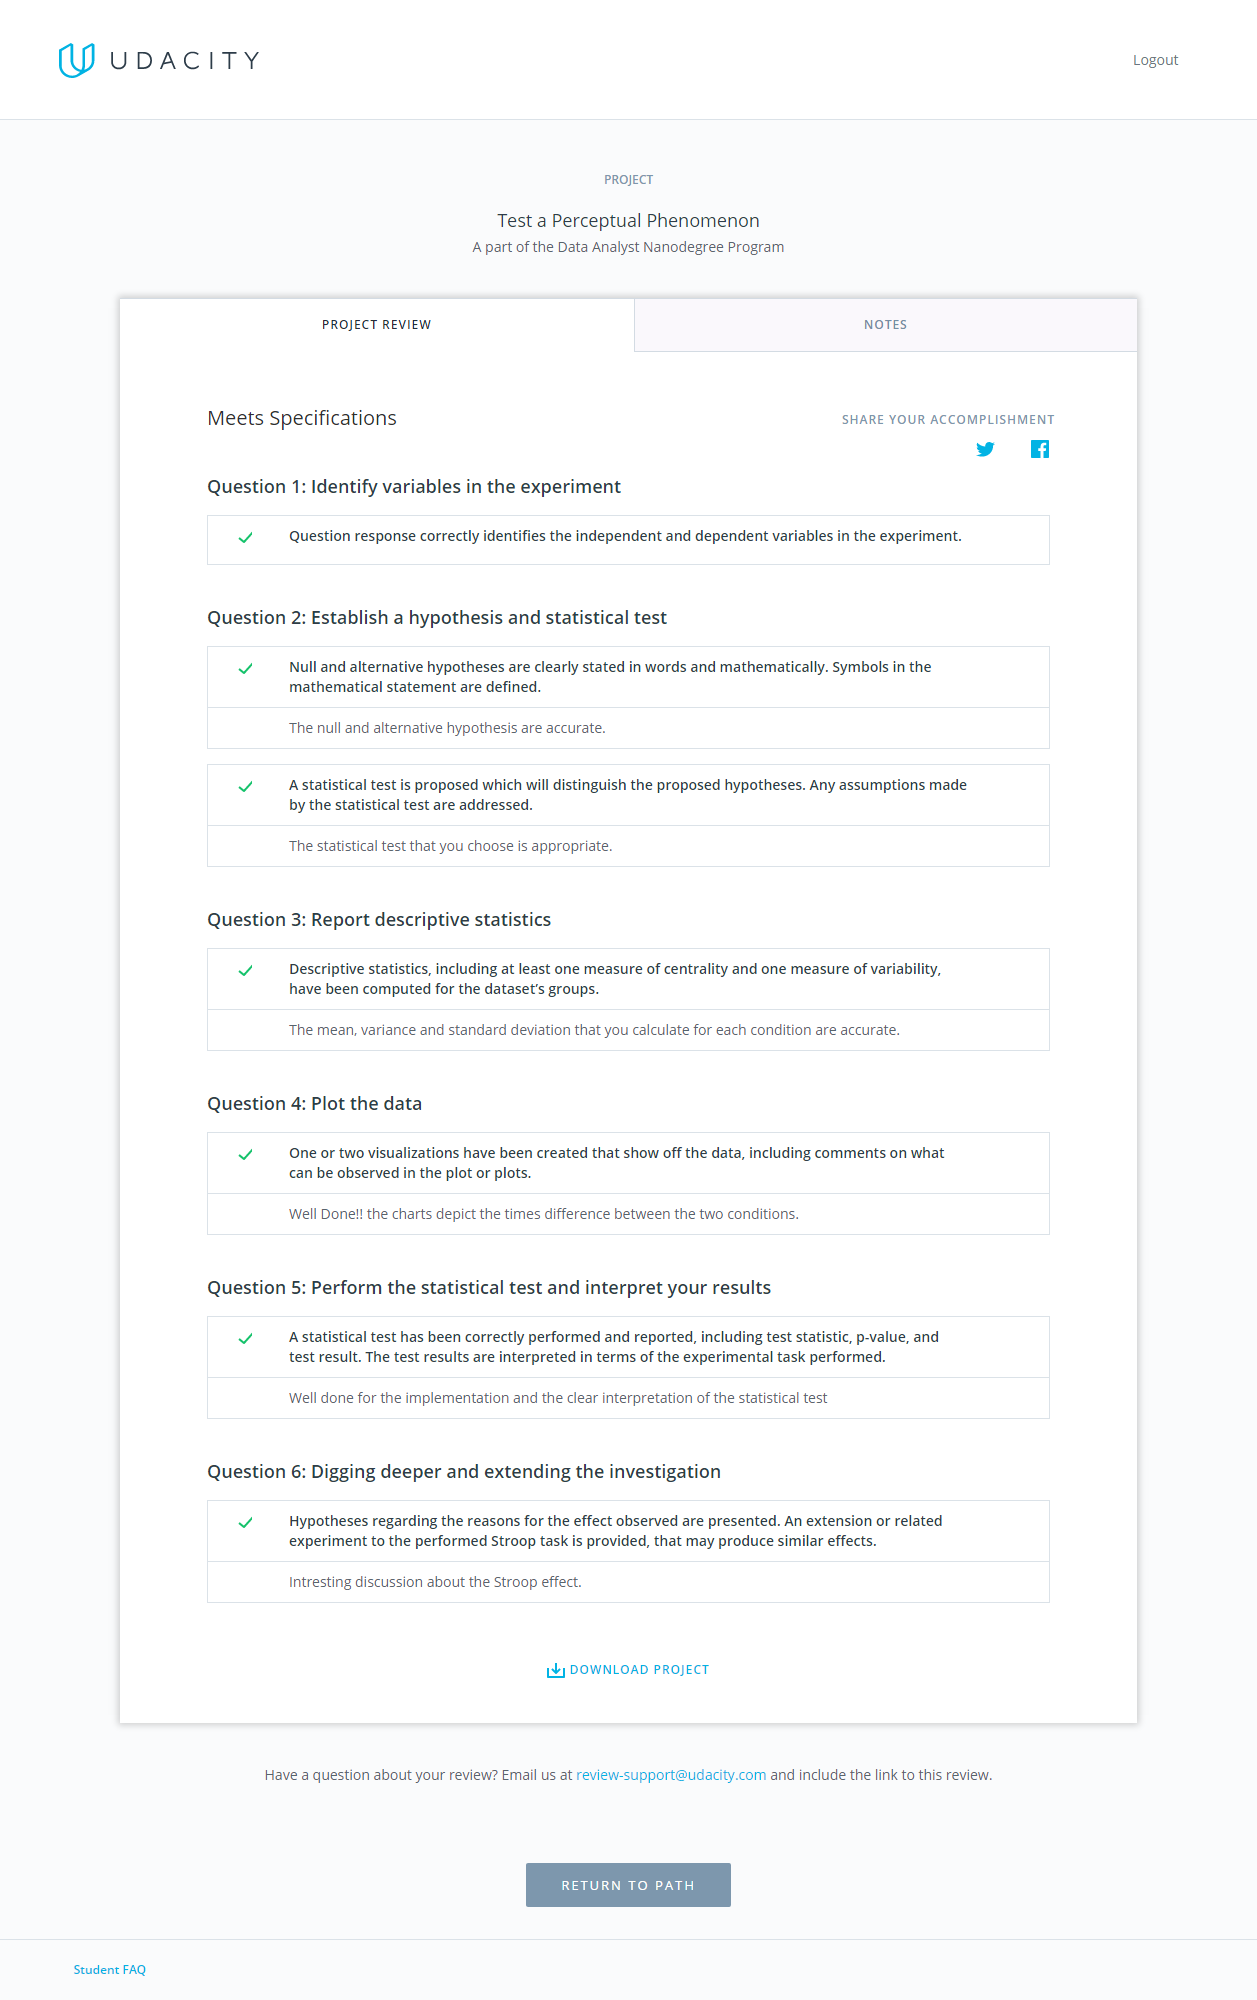 UDACITY
Logout
PROJECT
Test a Perceptual Phenomenon
A part of the Data Analyst Nanodegree Program
PROJECT REVIEW
NOTES
Meets Specifications
SHARE YOUR ACCOMPLISHMENT
Question 1: Identify variables in the experiment
Question response correctly identifies the independent and dependent variables in the experiment.
Question 2: Establish a hypothesis and statistical test
Null and alternative hypotheses are clearly stated in words and mathematically. Symbols in the
mathematical statement are defined.
The null and alternative hypothesis are accurate.
A statistical test is proposed which will distinguish the proposed hypotheses. Any assumptions made
by the statistical test are addressed.
The statistical test that you choose is appropriate.
Question 3: Report descriptive statistics
Descriptive statistics, including at least one measure of centrality and one measure of variability,
have been computed for the dataset’s groups.
The mean, variance and standard deviation that you calculate for each condition are accurate.
Question 4: Plot the data
One or two visualizations have been created that show off the data, including comments on what
can be observed in the plot or plots.
Well Done!! the charts depict the times difference between the two conditions.
Question 5: Perform the statistical test and interpret your results
A statistical test has been correctly performed and reported, including test statistic, p-value, and
test result. The test results are interpreted in terms of the experimental task performed.
Well done for the implementation and the clear interpretation of the statistical test
Question 6: Digging deeper and extending the investigation
Hypotheses regarding the reasons for the effect observed are presented. An extension or related
experiment to the performed Stroop task is provided, that may produce similar effects.
Intresting discussion about the Stroop effect.
DOWNLOAD PROJECT
Have a question about your review? Email us at review-support@udacity.com and include the link to this review.
RETURN TO PATH
Student FAQ